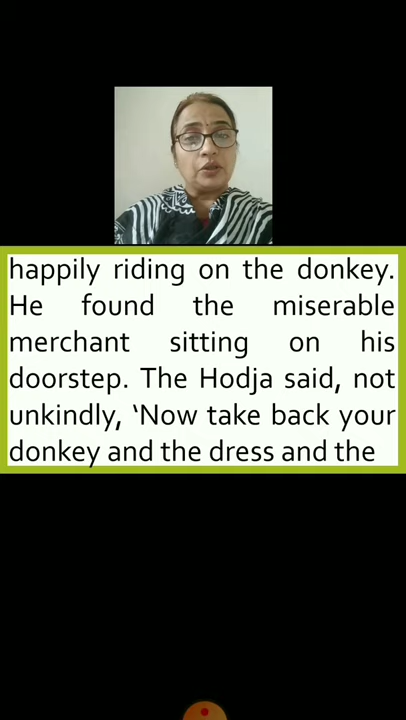 happily riding on the donkey.
He found the miserable
merchant sitting on his
doorstep. The Hodja said, not
unkindly, ‘Now take back your
donkey and the dress and the